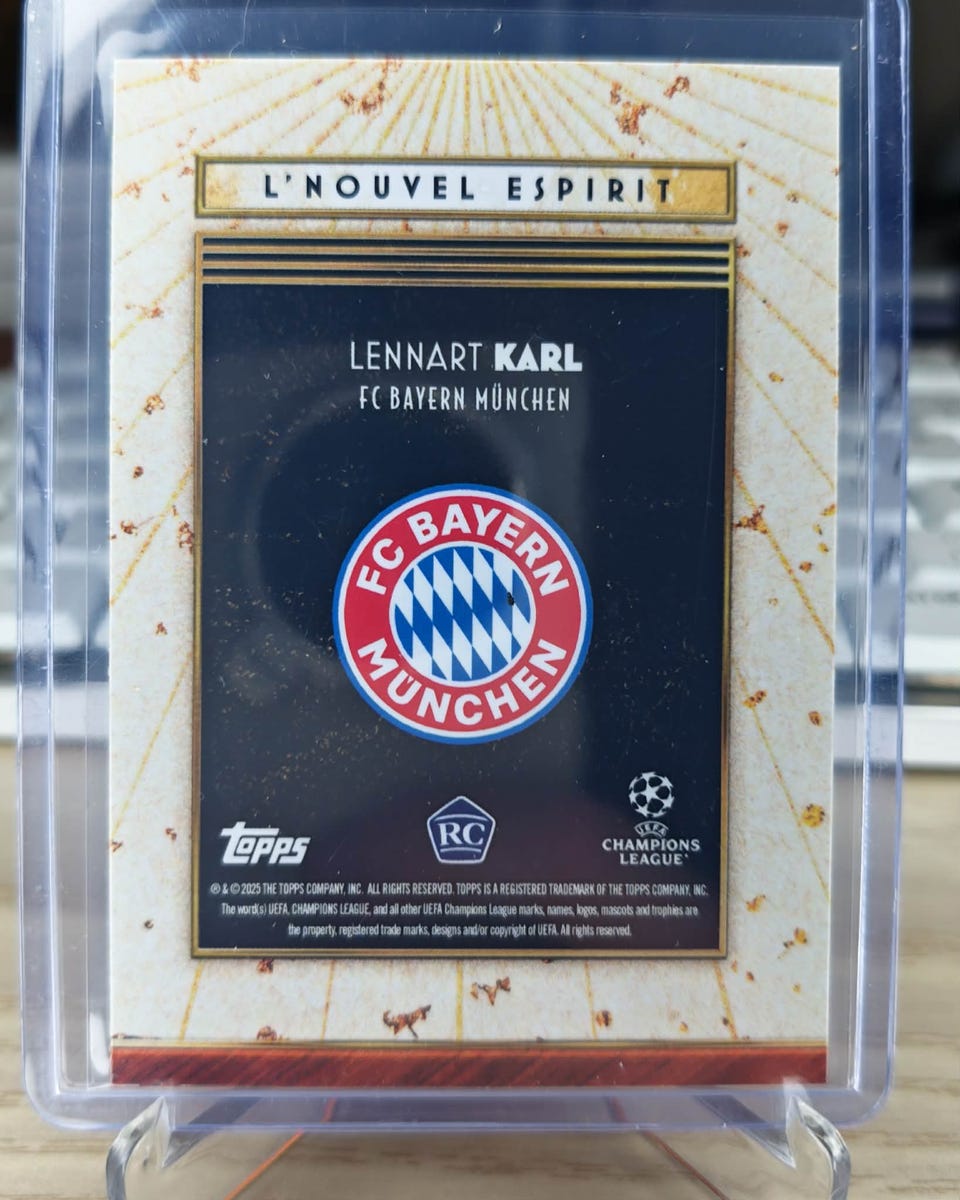 L'NOUVEL ESPIRIT
LENNART KARL
FC BAYERN MÜNCHEN
FC BAYERN
MÜNCHEN
RC
topps
UEFA
CHAMPIONS
LEAGUE
® & © 2025 THE TOPPS COMPANY, INC. ALL RIGHTS RESERVED. TOPPS IS A REGISTERED TRADEMARK OF THE TOPPS COMPANY, INC.
The word(s) UEFA, CHAMPIONS LEAGUE, and all other UEFA Champions League marks, names, logos, mascots and trophies are
the property, registered trade marks, designs and/or copyright of UEFA. All rights reserved.